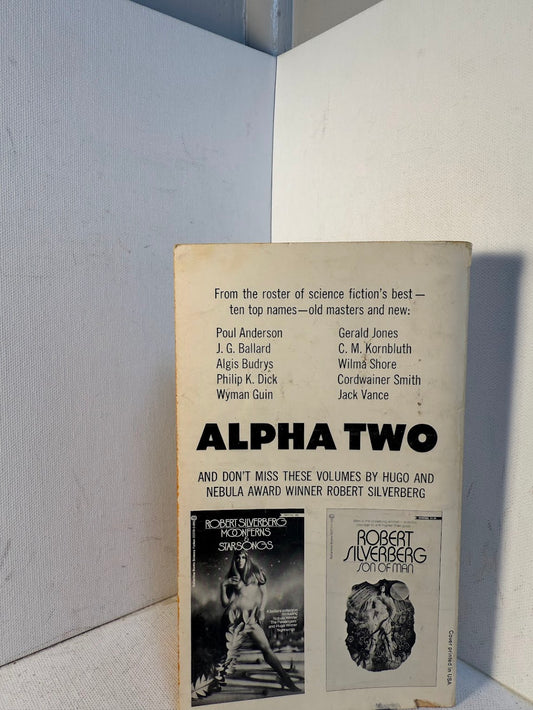 From the roster of science fiction's best—
ten top names—old masters and new:
Poul Anderson
J. G. Ballard
Algis Budrys
Philip K. Dick
Wyman Guin
Gerald Jones
C. M. Kornbluth
Wilma Shore
Cordwainer Smith
Jack Vance
ALPHA TWO
AND DON'T MISS THESE VOLUMES BY HUGO AND
NEBULA AWARD WINNER ROBERT SILVERBERG
ROBERT SILVERBERG
MOONFERNS
&
STARSONGS
ROBERT
SILVERBERG
SON OF MAN
Cover printed in USA